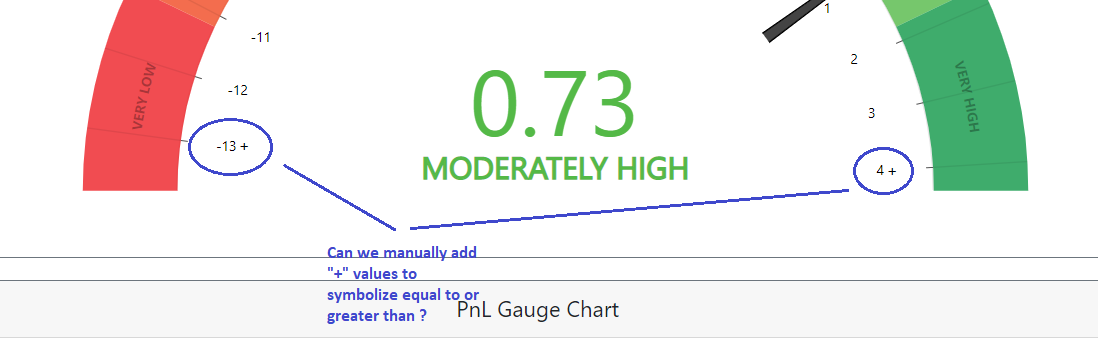 1
-11
2
VERY LOW
-12
0.73
VERY HIGH
3
-13 +
MODERATELY HIGH
4 +
Can we manually add
"+" values to
symbolize equal to or
greater than ?
PnL Gauge Chart